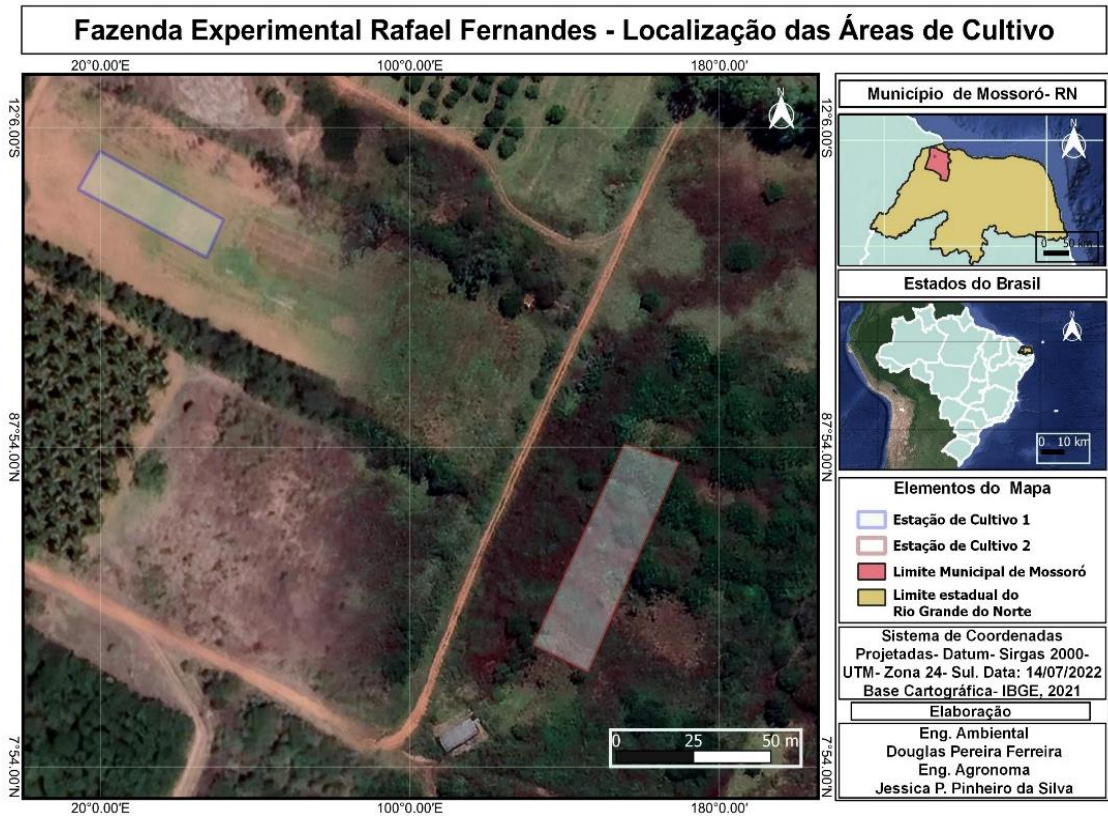 Fazenda Experimental Rafael Fernandes - Localização das Áreas de Cultivo
20°0.00'E
100°0.00'E
180°0.00'
12°6.00'S
12°6.00'S
N
87°54.00'N
87°54.00'N
7°54.00'N
7°54.00'N
0 25 50 m
20°0.00'E
100°0.00'E
180°0.00'
Município de Mossoró- RN
N
0 50 km
Estados do Brasil
N
0 10 km
Elementos do Mapa
Estação de Cultivo 1
Estação de Cultivo 2
Limite Municipal de Mossoró
Limite estadual do
Rio Grande do Norte
Sistema de Coordenadas
Projetadas- Datum- Sirgas 2000-
UTM- Zona 24- Sul. Data: 14/07/2022
Base Cartográfica- IBGE, 2021
Elaboração
Eng. Ambiental
Douglas Pereira Ferreira
Eng. Agronoma
Jessica P. Pinheiro da Silva